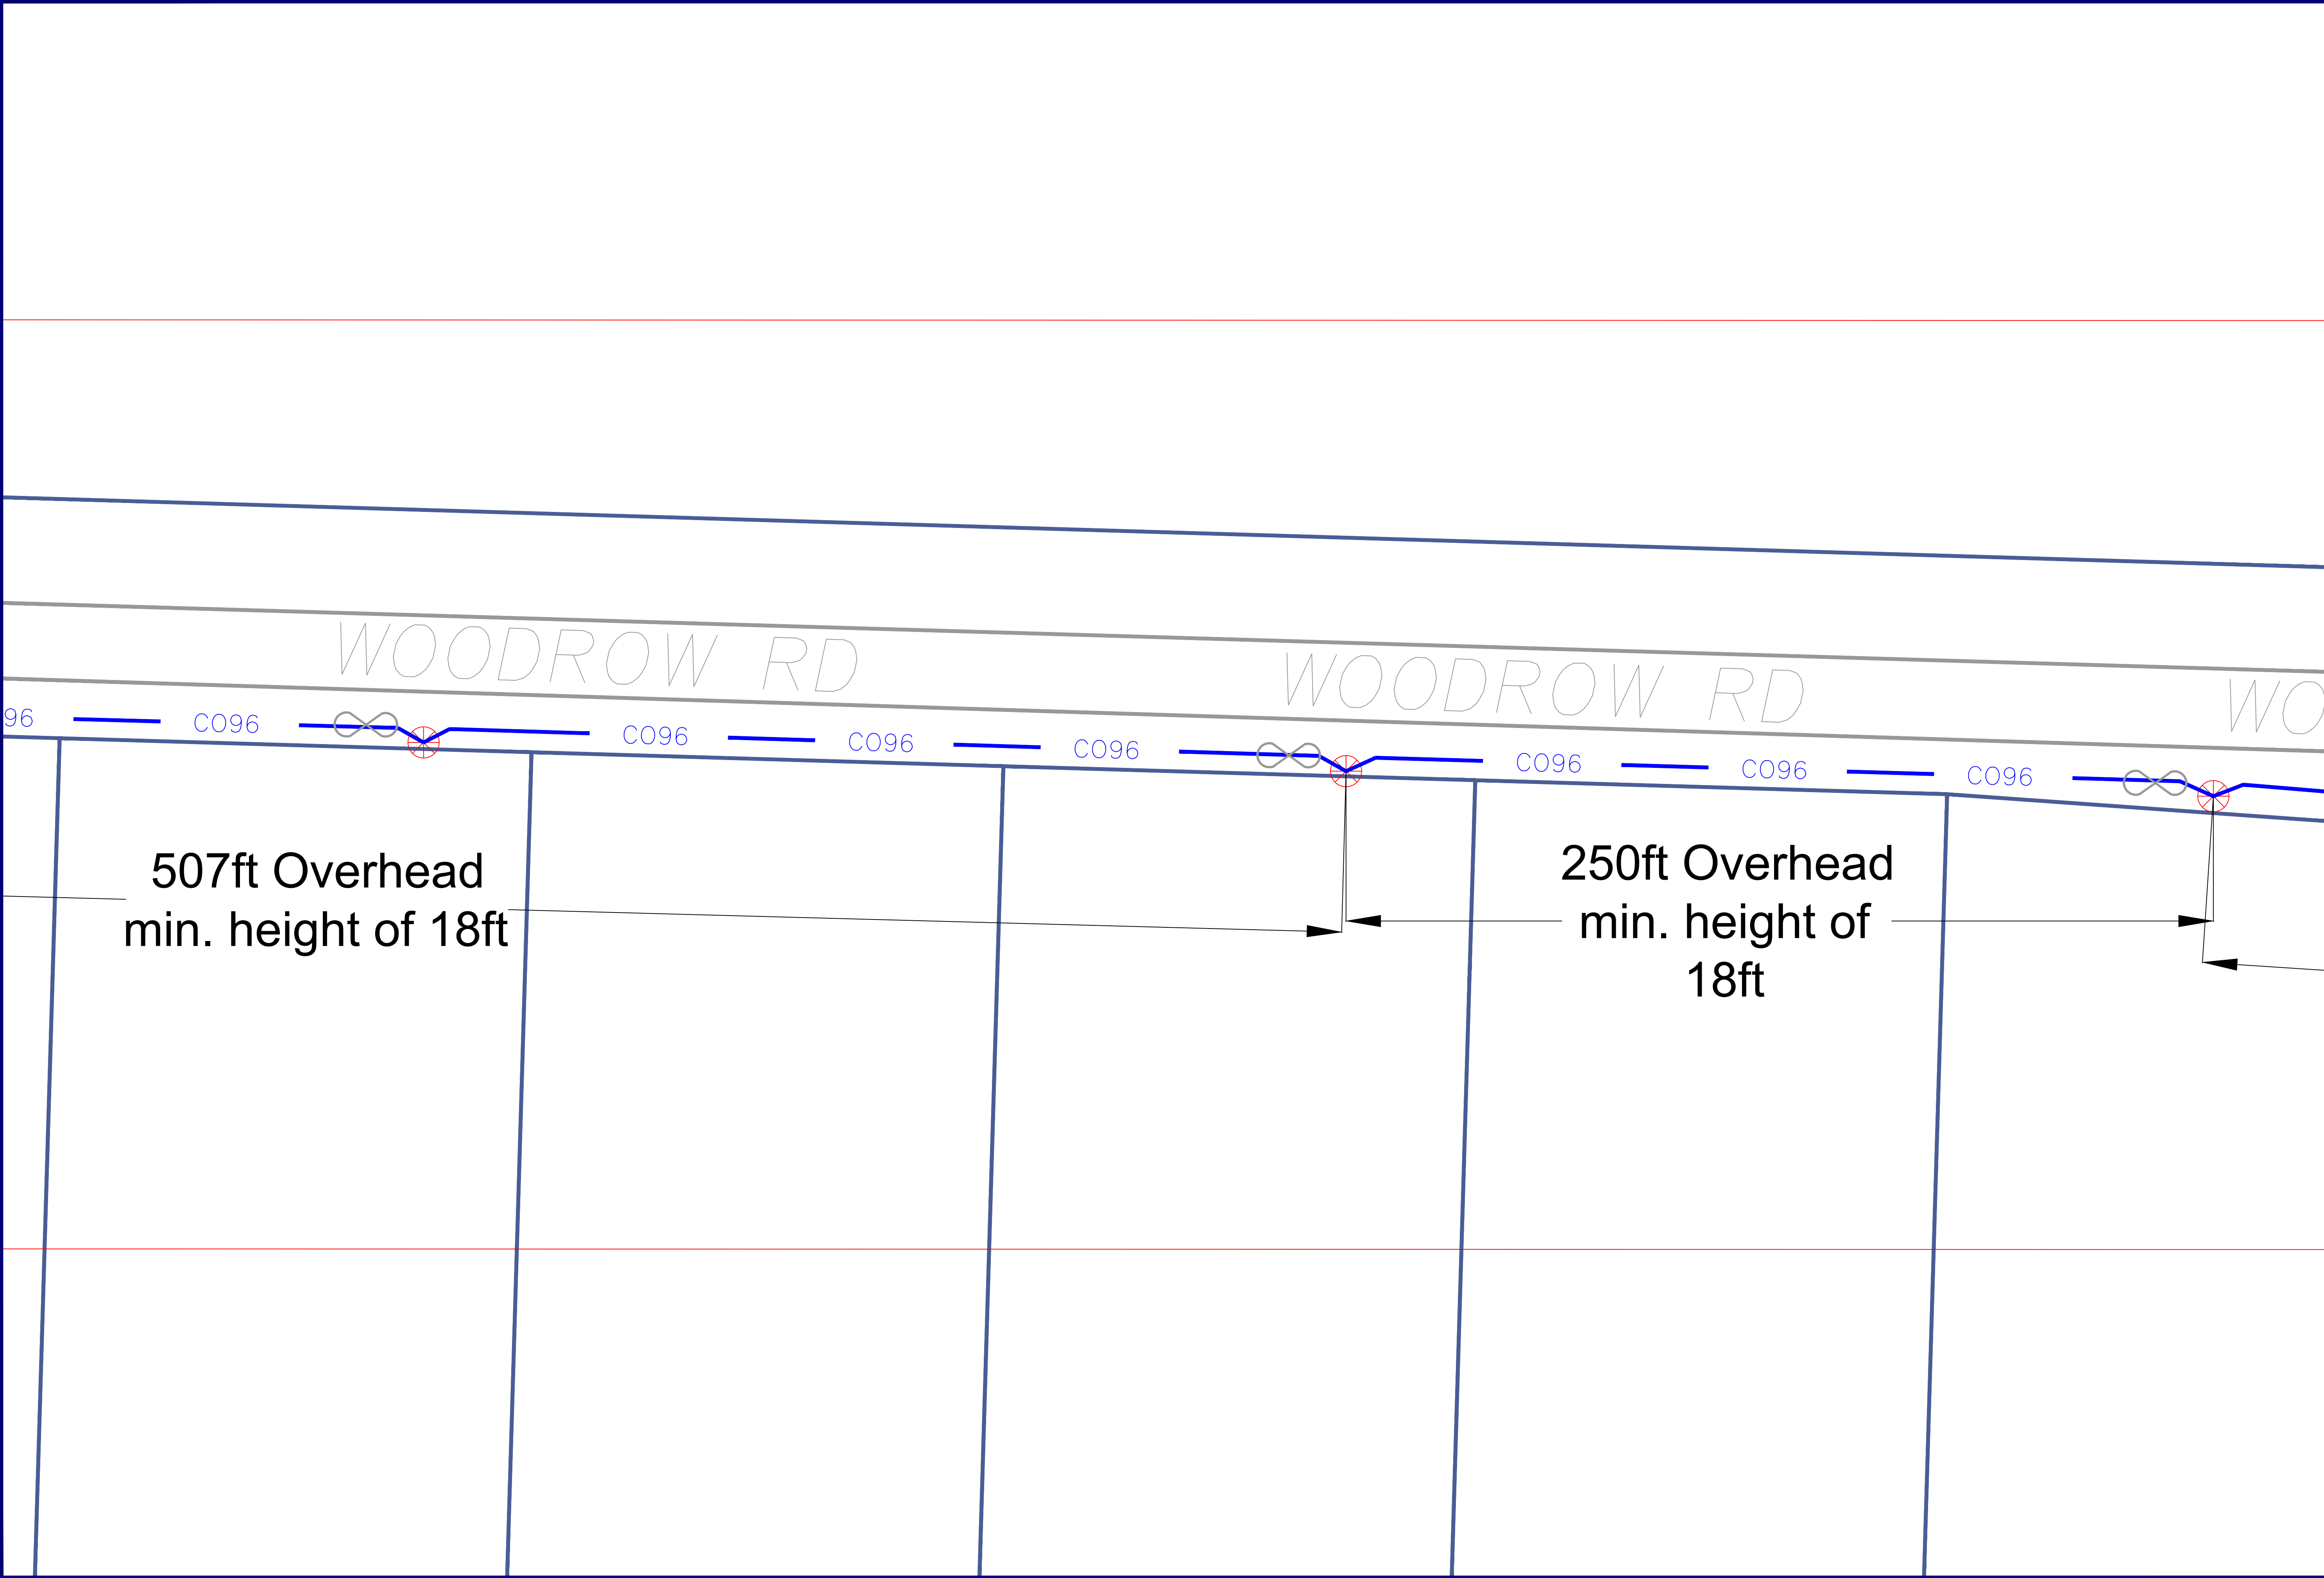 WOODROW RD
WOODROW RD
WO
96
CO96
CO96
CO96
CO96
CO96
CO96
CO96
507ft Overhead
min. height of 18ft
250ft Overhead
min. height of
18ft